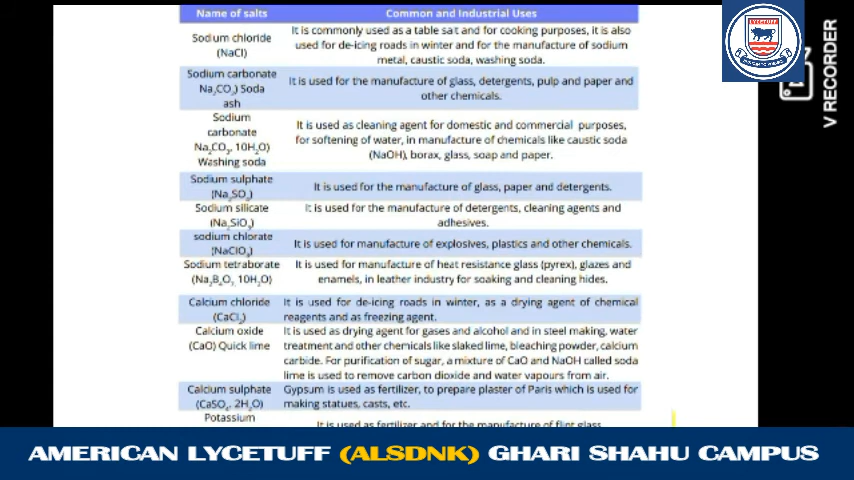 Name of salts Common and Industrial Uses
Sodium chloride
(NaCl)
It is commonly used as a table salt and for cooking purposes, it is also
used for de-icing roads in winter and for the manufacture of sodium
metal, caustic soda, washing soda.
Sodium carbonate
Na₂CO₃) Soda
ash
It is used for the manufacture of glass, detergents, pulp and paper and
other chemicals.
Sodium
carbonate
Na₂CO₃. 10H₂O)
Washing soda
It is used as cleaning agent for domestic and commercial purposes,
for softening of water, in manufacture of chemicals like caustic soda
(NaOH), borax, glass, soap and paper.
Sodium sulphate
(Na₂SO₄)
It is used for the manufacture of glass, paper and detergents.
Sodium silicate
(Na₂SiO₃)
It is used for the manufacture of detergents, cleaning agents and
adhesives.
sodium chlorate
(NaClO₃)
It is used for manufacture of explosives, plastics and other chemicals.
Sodium tetraborate
(Na₂B₄O₇ 10H₂O)
It is used for manufacture of heat resistance glass (pyrex), glazes and
enamels, in leather industry for soaking and cleaning hides.
Calcium chloride
(CaCl₂)
It is used for de-icing roads in winter, as a drying agent of chemical
reagents and as freezing agent.
Calcium oxide
(CaO) Quick lime
It is used as drying agent for gases and alcohol and in steel making, water
treatment and other chemicals like slaked lime, bleaching powder, calcium
carbide. For purification of sugar, a mixture of CaO and NaOH called soda
lime is used to remove carbon dioxide and water vapours from air.
Calcium sulphate
(CaSO₄. 2H₂O)
Gypsum is used as fertilizer, to prepare plaster of Paris which is used for
making statues, casts, etc.
Potassium
It is used as fertilizer and for the manufacture of flint glass
LYCETUFF
V RECORDER
AMERICAN LYCETUFF (ALSDNK) GHARI SHAHU CAMPUS